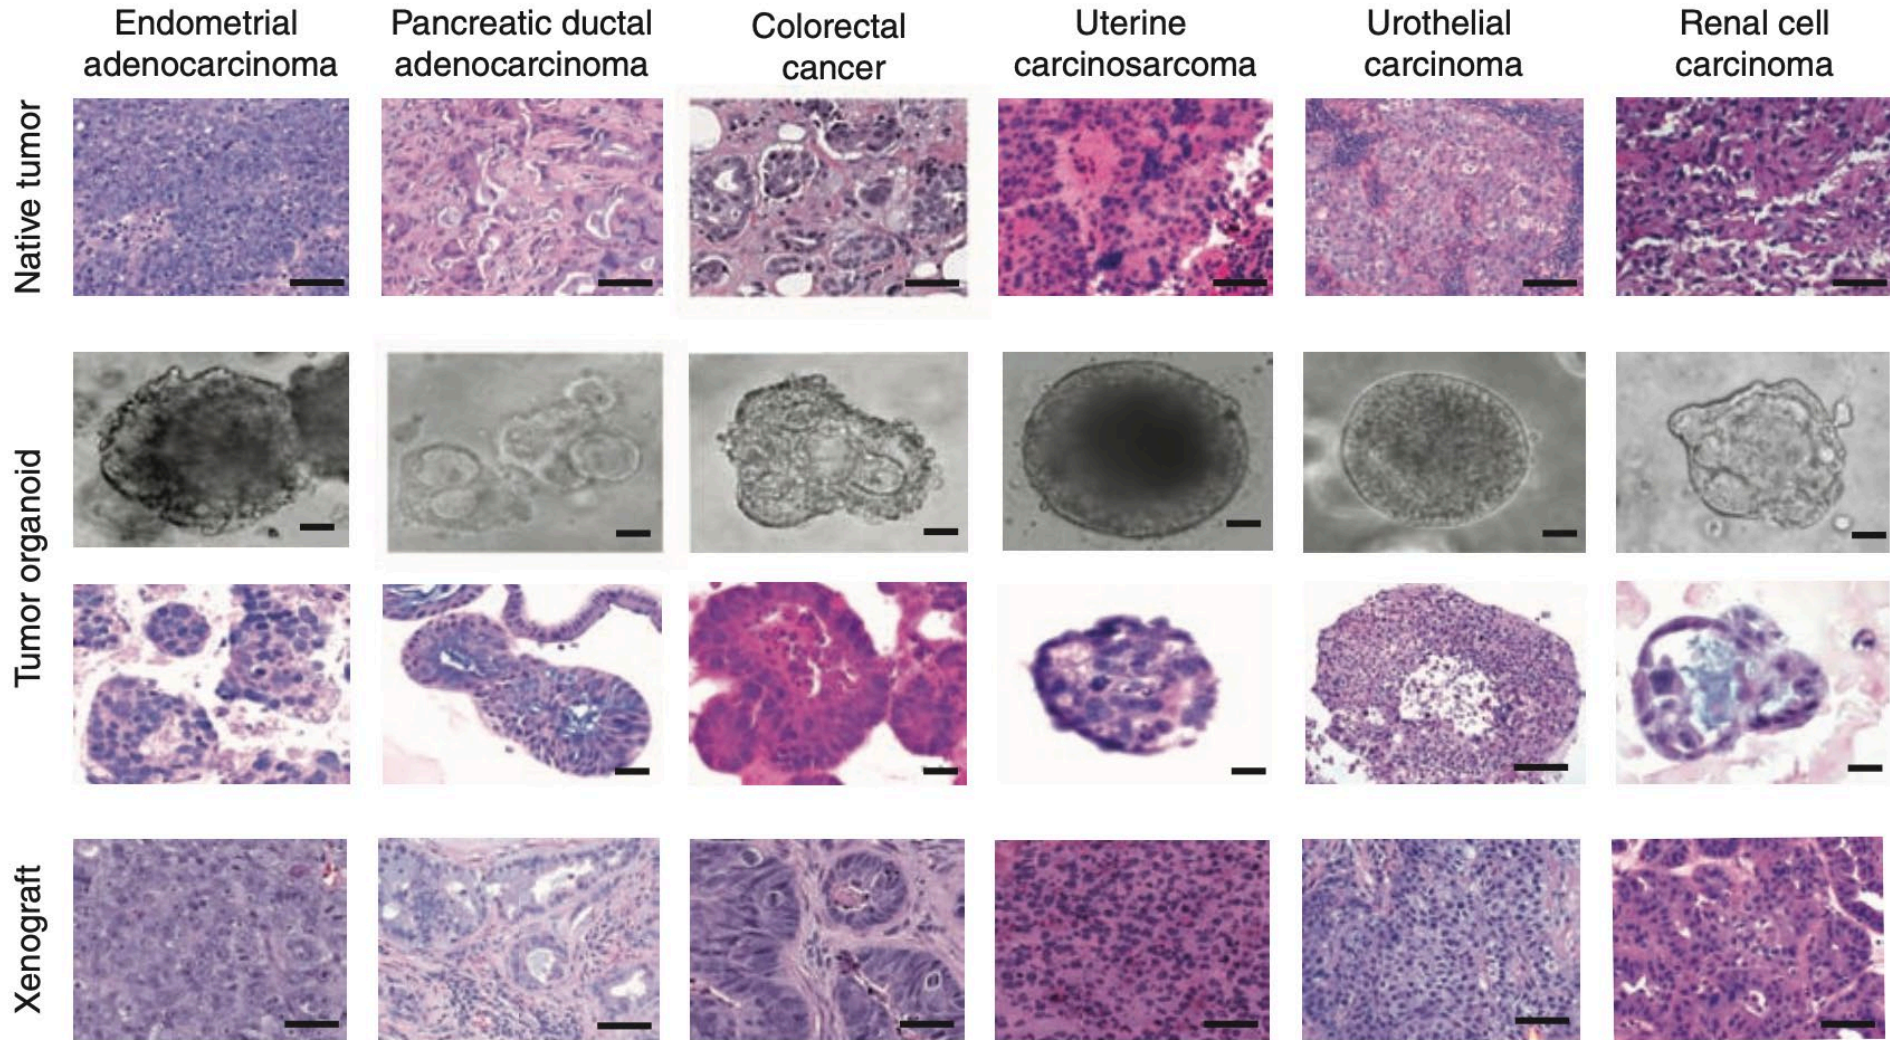 Endometrial
adenocarcinoma
Pancreatic ductal
adenocarcinoma
Colorectal
cancer
Uterine
carcinosarcoma
Urothelial
carcinoma
Renal cell
carcinoma
Native tumor
Tumor organoid
Xenograft